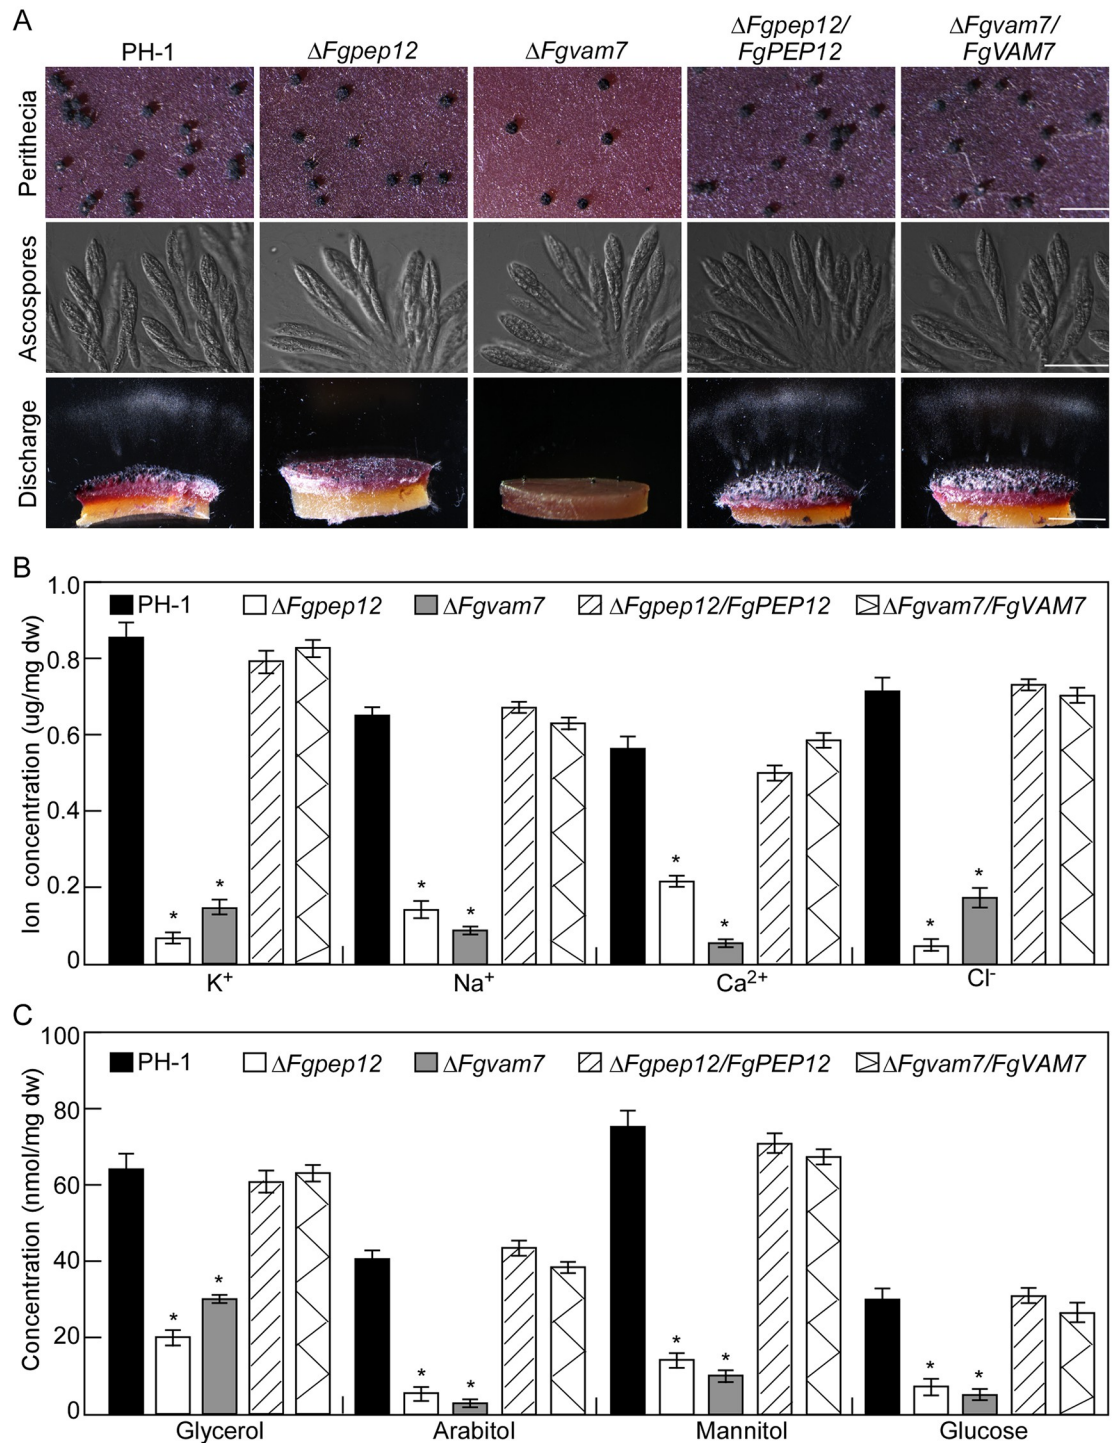 A
PH-1 ΔFgpep12 ΔFgvam7 ΔFgpep12/ FgPEP12 ΔFgvam7/ FgVAM7
Perithecia
Ascospores
Discharge
B
Ion concentration (ug/mg dw)
1.0
0.8
0.6
0.4
0.2
0
PH-1 ΔFgpep12 ΔFgvam7 ΔFgpep12/FgPEP12 ΔFgvam7/FgVAM7
* * * * * * * *
K⁺ Na⁺ Ca²⁺ Cl⁻
C
Concentration (nmol/mg dw)
100
80
60
40
20
0
PH-1 ΔFgpep12 ΔFgvam7 ΔFgpep12/FgPEP12 ΔFgvam7/FgVAM7
* * * * * * * *
Glycerol Arabitol Mannitol Glucose